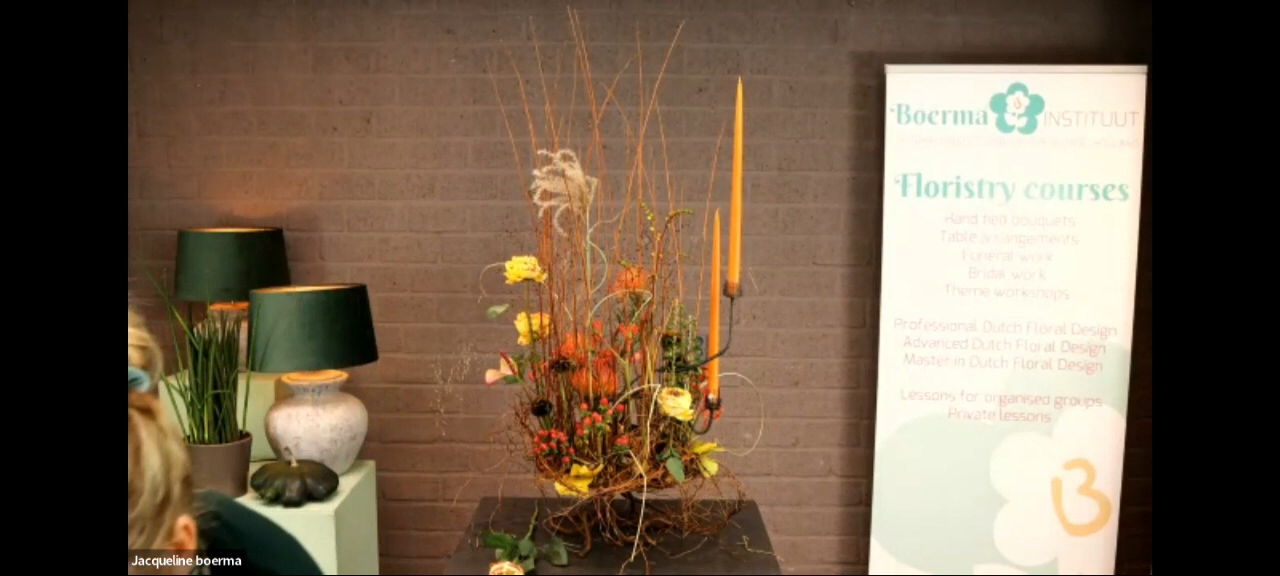 Boerma INSTITUUT
Floristry courses
Hand tied bouquets
Table arrangements
Funeral work
Bridal work
Theme workshops
Professional Dutch Floral Design
Advanced Dutch Floral Design
Master in Dutch Floral Design
Lessons for organised groups
Private lessons
B
Jacqueline boerma